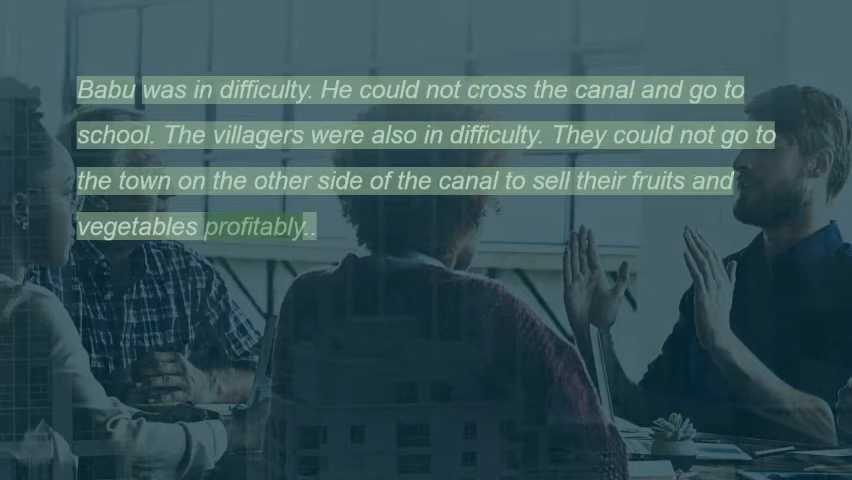 Babu was in difficulty. He could not cross the canal and go to
school. The villagers were also in difficulty. They could not go to
the town on the other side of the canal to sell their fruits and
vegetables profitably..